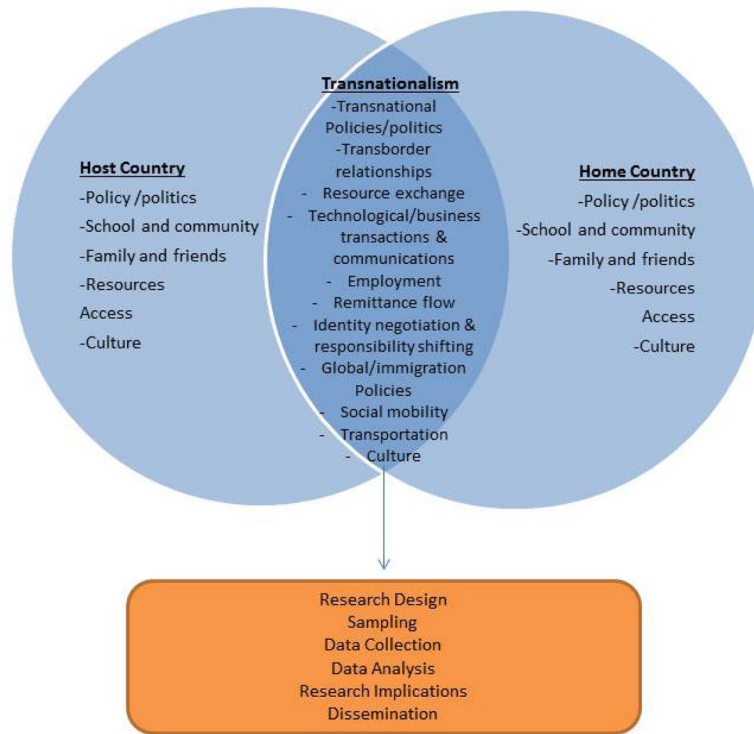 Host Country
-Policy /politics
-School and community
-Family and friends
-Resources
Access
-Culture
Transnationalism
-Transnational
Policies/politics
-Transborder
relationships
- Resource exchange
- Technological/business
transactions &
communications
- Employment
- Remittance flow
- Identity negotiation &
responsibility shifting
- Global/immigration
Policies
- Social mobility
- Transportation
- Culture
Home Country
-Policy /politics
-School and community
-Family and friends
-Resources
Access
-Culture
Research Design
Sampling
Data Collection
Data Analysis
Research Implications
Dissemination